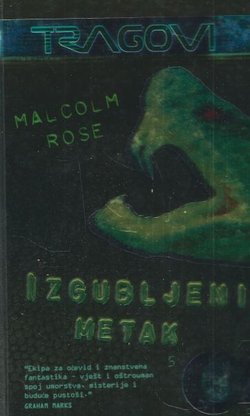 TRAGOVI
MALCOLM
ROSE
IZGUBLJENI
METAK
"Ekipa za očevid i znanstvena
fantastika - vješt i oštrouman
spoj umorstva, misterije i
buduće pustoši."
GRAHAM MARKS